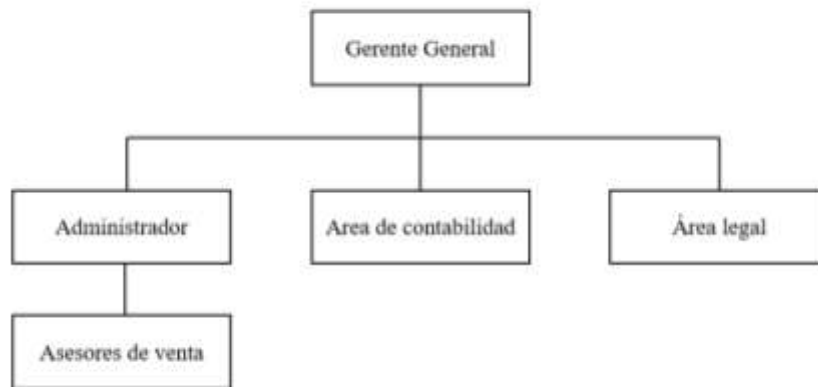 Gerente General
Administrador
Area de contabilidad
Área legal
Asesores de venta